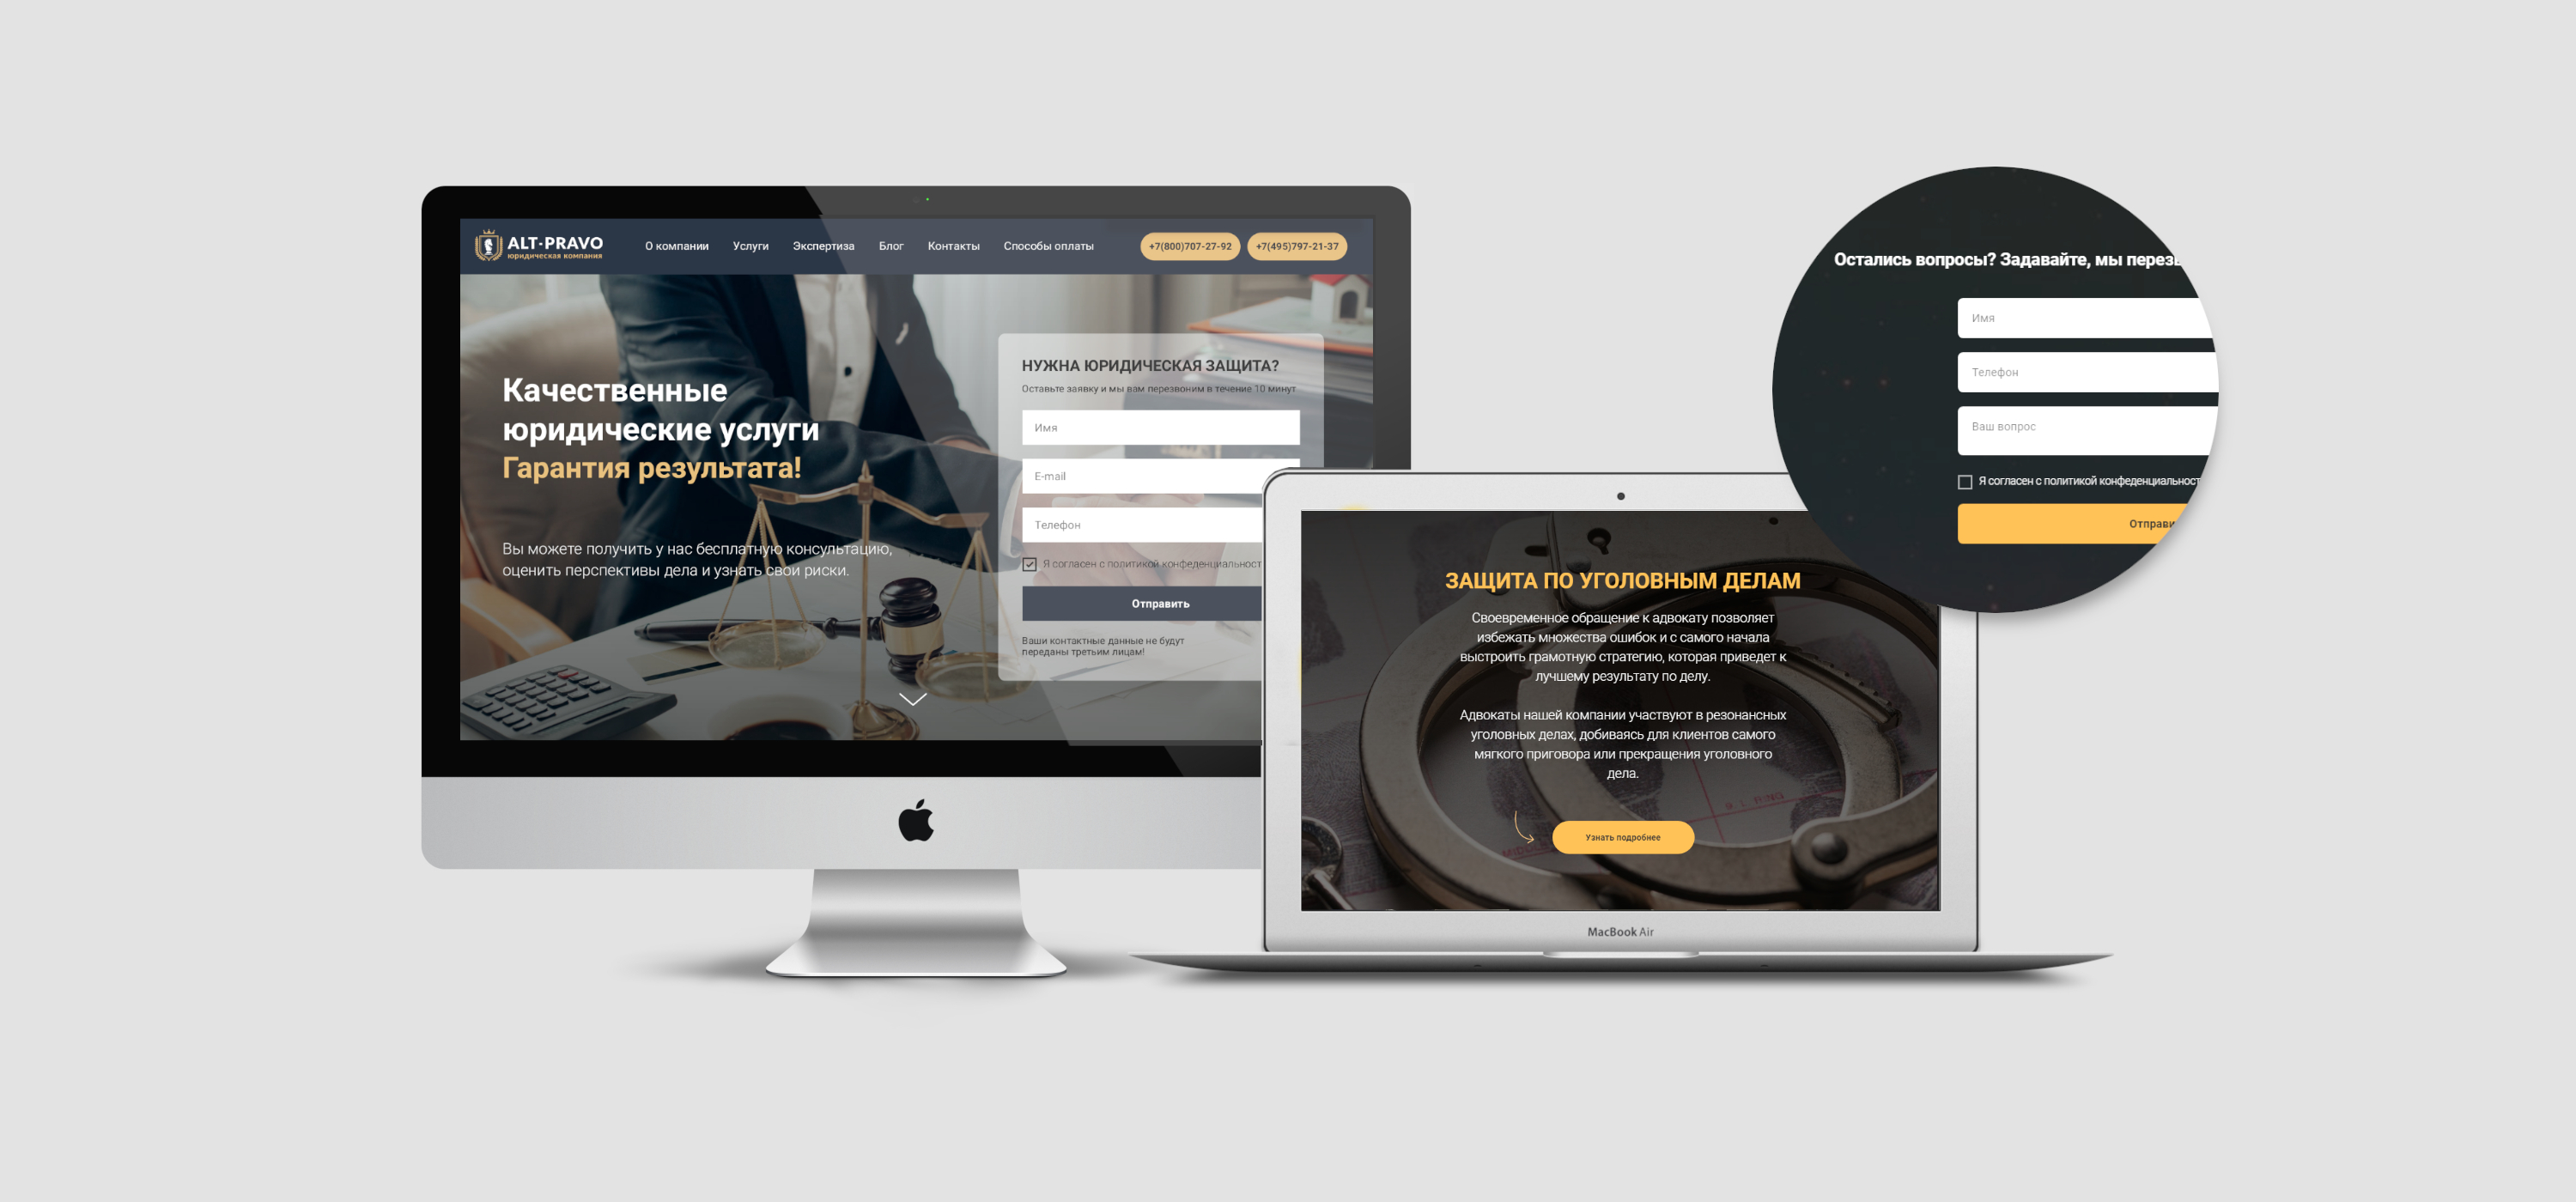 ALT-PRAVO
юридическая компания
О компании Услуги Экспертиза Блог Контакты Способы оплаты
+7(800)707-27-92 +7(495)797-21-37
Качественные
юридические услуги
Гарантия результата!
Вы можете получить у нас бесплатную консультацию,
оценить перспективы дела и узнать свои риски.
НУЖНА ЮРИДИЧЕСКАЯ ЗАЩИТА?
Оставьте заявку и мы вам перезвоним в течение 10 минут
Имя
E-mail
Телефон
Я согласен с политикой конфеденциальност
Отправить
Ваши контактные данные не будут
переданы третьим лицам!
ЗАЩИТА ПО УГОЛОВНЫМ ДЕЛАМ
Своевременное обращение к адвокату позволяет
избежать множества ошибок и с самого начала
выстроить грамотную стратегию, которая приведет к
лучшему результату по делу.
Адвокаты нашей компании участвуют в резонансных
уголовных делах, добиваясь для клиентов самого
мягкого приговора или прекращения уголовного
дела.
Узнать подробнее
MacBook Air
Остались вопросы? Задавайте, мы перезв
Имя
Телефон
Ваш вопрос
Я согласен с политикой конфеденциальност
Отправи